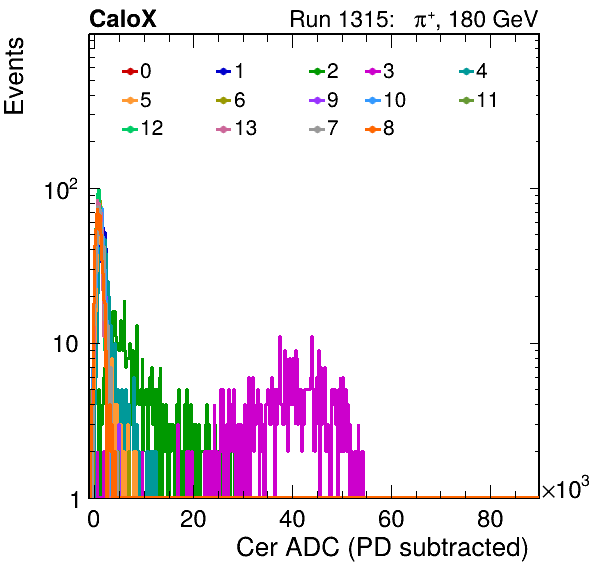 CaloX Run 1315: π⁺, 180 GeV
Events
0 1 2 3 4
5 6 9 10 11
12 13 7 8
10²
10
1
0 20 40 60 80 ×10³
Cer ADC (PD subtracted)